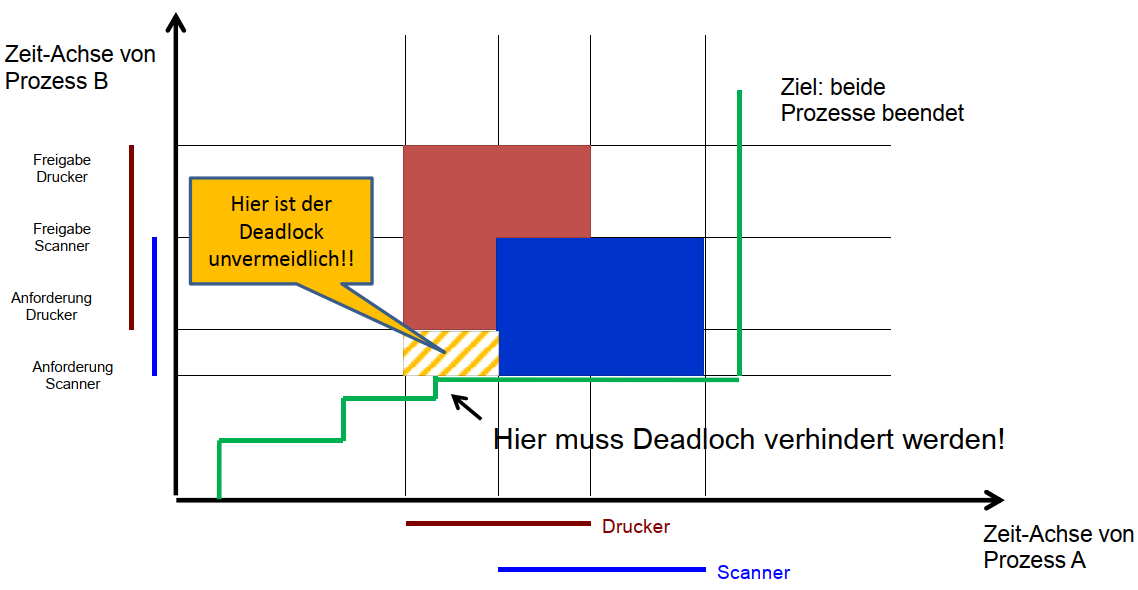 Zeit-Achse von
Prozess B
Ziel: beide
Prozesse beendet
Freigabe
Drucker
Hier ist der
Deadlock
unvermeidlich!!
Freigabe
Scanner
Anforderung
Drucker
Anforderung
Scanner
Hier muss Deadloch verhindert werden!
Drucker
Zeit-Achse von
Prozess A
Scanner